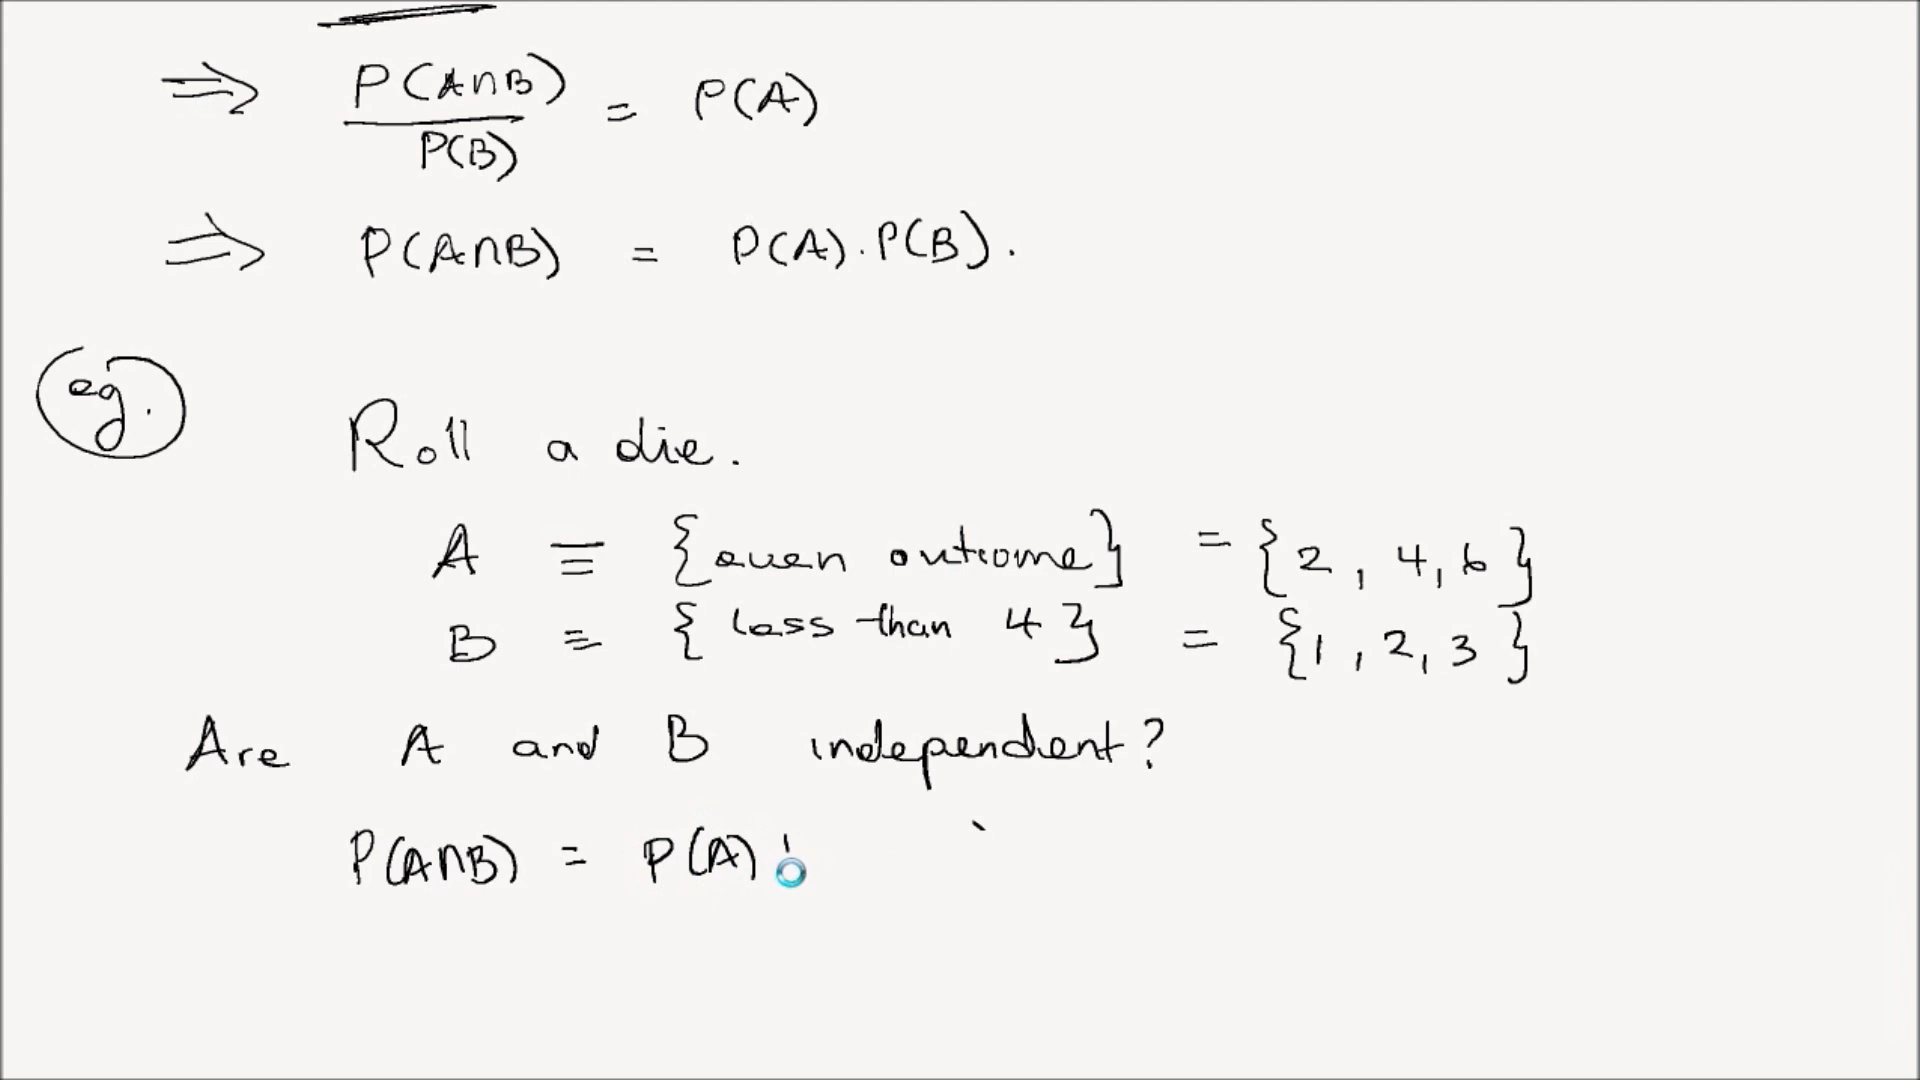 ⇒ P(A∩B) / P(B) = P(A)
⇒ P(A∩B) = P(A).P(B).
eg.
Roll a die.
A ≡ {even outcome} = {2, 4, 6}
B ≡ {less than 4} = {1, 2, 3}
Are A and B independent?
P(A∩B) = P(A)